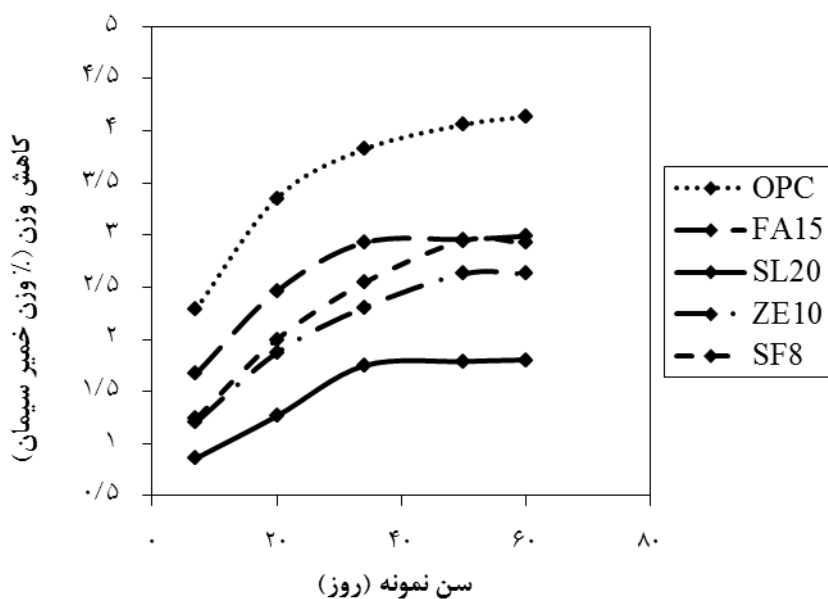 کاهش وزن (٪ وزن خمیر سیمان)
۵
۴/۵
۴
۳/۵
۳
۲/۵
۲
۱/۵
۱
۰/۵
۰ ۲۰ ۴۰ ۶۰ ۸۰
سن نمونه (روز)
OPC
FA15
SL20
ZE10
SF8